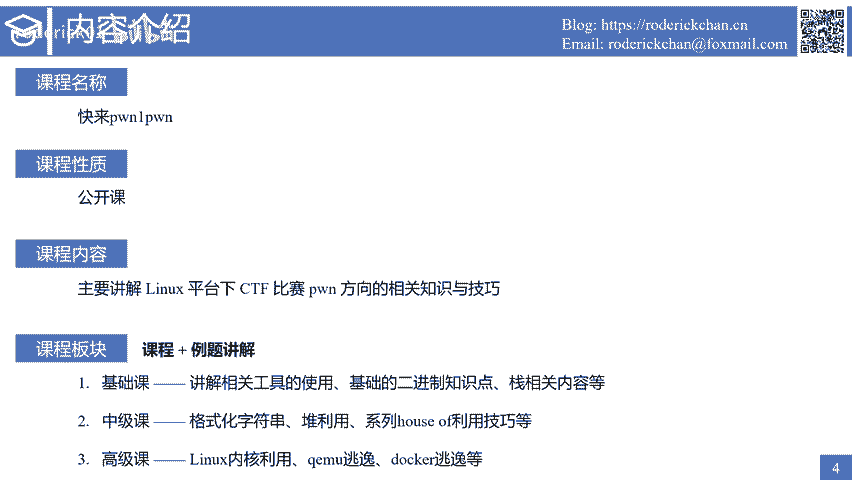 内容介绍
Blog: https://roderickchan.cn
Email: roderickchan@foxmail.com
课程名称
快来pwn1pwn
课程性质
公开课
课程内容
主要讲解 Linux 平台下 CTF 比赛 pwn 方向的相关知识与技巧
课程板块 课程 + 例题讲解
1. 基础课 —— 讲解相关工具的使用、基础的二进制知识点、栈相关内容等
2. 中级课 —— 格式化字符串、堆利用、系列house of利用技巧等
3. 高级课 —— Linux内核利用、qemu逃逸、docker逃逸等
4